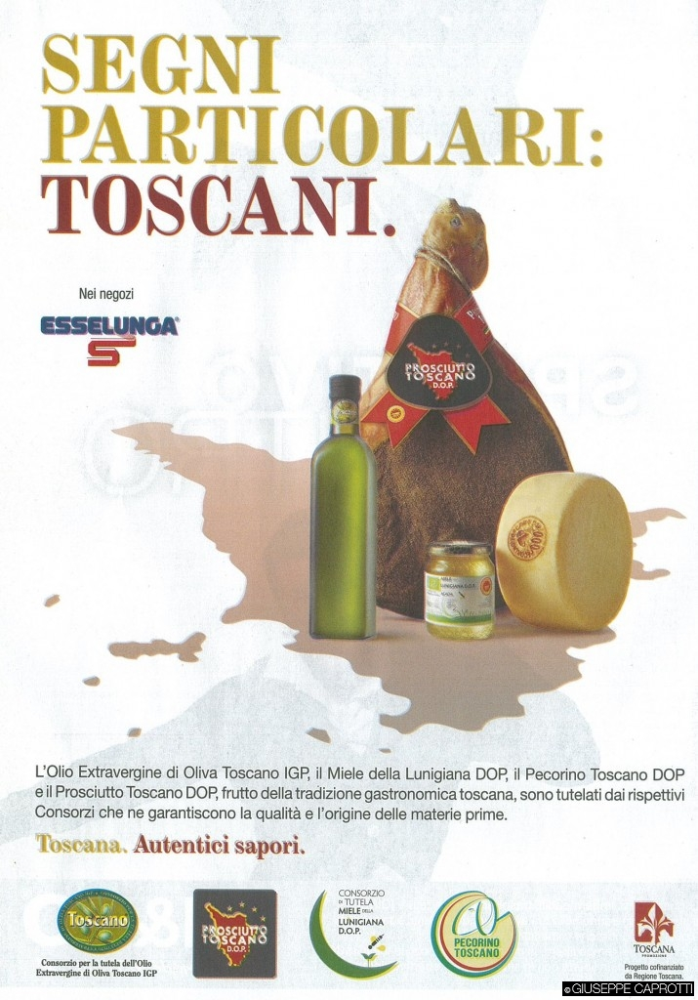 SEGNI
PARTICOLARI:
TOSCANI.
Nei negozi
ESSELUNGA®
S
PROSCIUTTO
TOSCANO
D.O.P.
MIELE
LUNIGIANA D.O.P.
ACACIA
L'Olio Extravergine di Oliva Toscano IGP, il Miele della Lunigiana DOP, il Pecorino Toscano DOP
e il Prosciutto Toscano DOP, frutto della tradizione gastronomica toscana, sono tutelati dai rispettivi
Consorzi che ne garantiscono la qualità e l'origine delle materie prime.
Toscana. Autentici sapori.
Toscano
Consorzio per la tutela dell'Olio
Extravergine di Oliva Toscano IGP
PROSCIUTTO
TOSCANO
D.O.P.
CONSORZIO
DI TUTELA
MIELE DELLA
LUNIGIANA
D.O.P.
PECORINO
TOSCANO
TOSCANA
PROMOZIONE
Progetto cofinanziato
da Regione Toscana.
© GIUSEPPE CAPROTTI